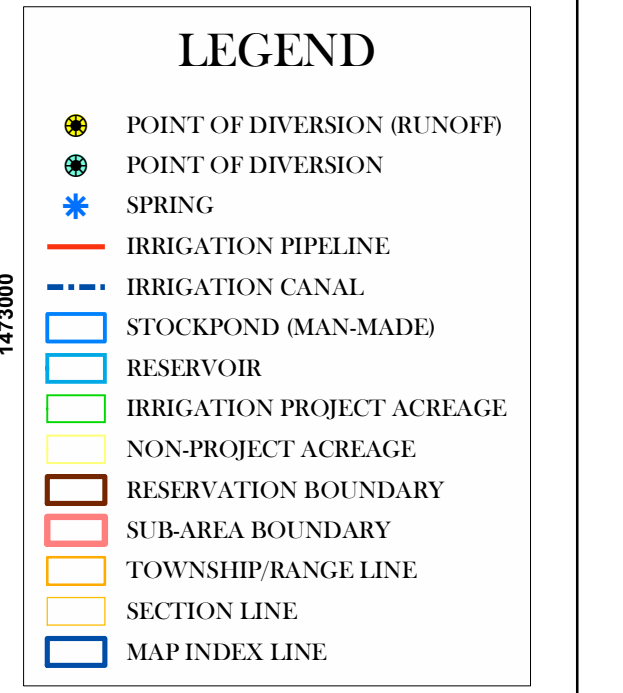 LEGEND
POINT OF DIVERSION (RUNOFF)
POINT OF DIVERSION
SPRING
IRRIGATION PIPELINE
IRRIGATION CANAL
STOCKPOND (MAN-MADE)
RESERVOIR
IRRIGATION PROJECT ACREAGE
NON-PROJECT ACREAGE
RESERVATION BOUNDARY
SUB-AREA BOUNDARY
TOWNSHIP/RANGE LINE
SECTION LINE
MAP INDEX LINE
1473000